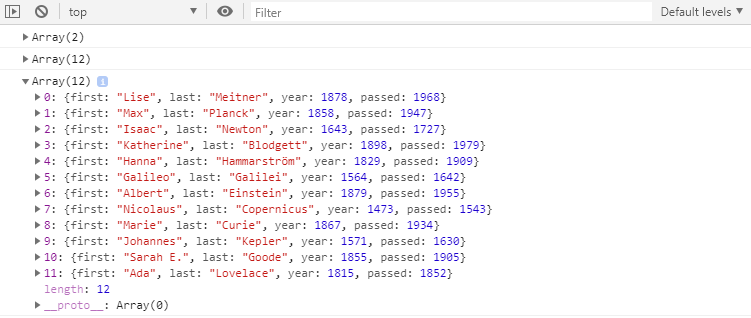 top Filter Default levels
Array(2)
Array(12)
Array(12) i
0: {first: "Lise", last: "Meitner", year: 1878, passed: 1968}
1: {first: "Max", last: "Planck", year: 1858, passed: 1947}
2: {first: "Isaac", last: "Newton", year: 1643, passed: 1727}
3: {first: "Katherine", last: "Blodgett", year: 1898, passed: 1979}
4: {first: "Hanna", last: "Hammarström", year: 1829, passed: 1909}
5: {first: "Galileo", last: "Galilei", year: 1564, passed: 1642}
6: {first: "Albert", last: "Einstein", year: 1879, passed: 1955}
7: {first: "Nicolaus", last: "Copernicus", year: 1473, passed: 1543}
8: {first: "Marie", last: "Curie", year: 1867, passed: 1934}
9: {first: "Johannes", last: "Kepler", year: 1571, passed: 1630}
10: {first: "Sarah E.", last: "Goode", year: 1855, passed: 1905}
11: {first: "Ada", last: "Lovelace", year: 1815, passed: 1852}
length: 12
__proto__: Array(0)